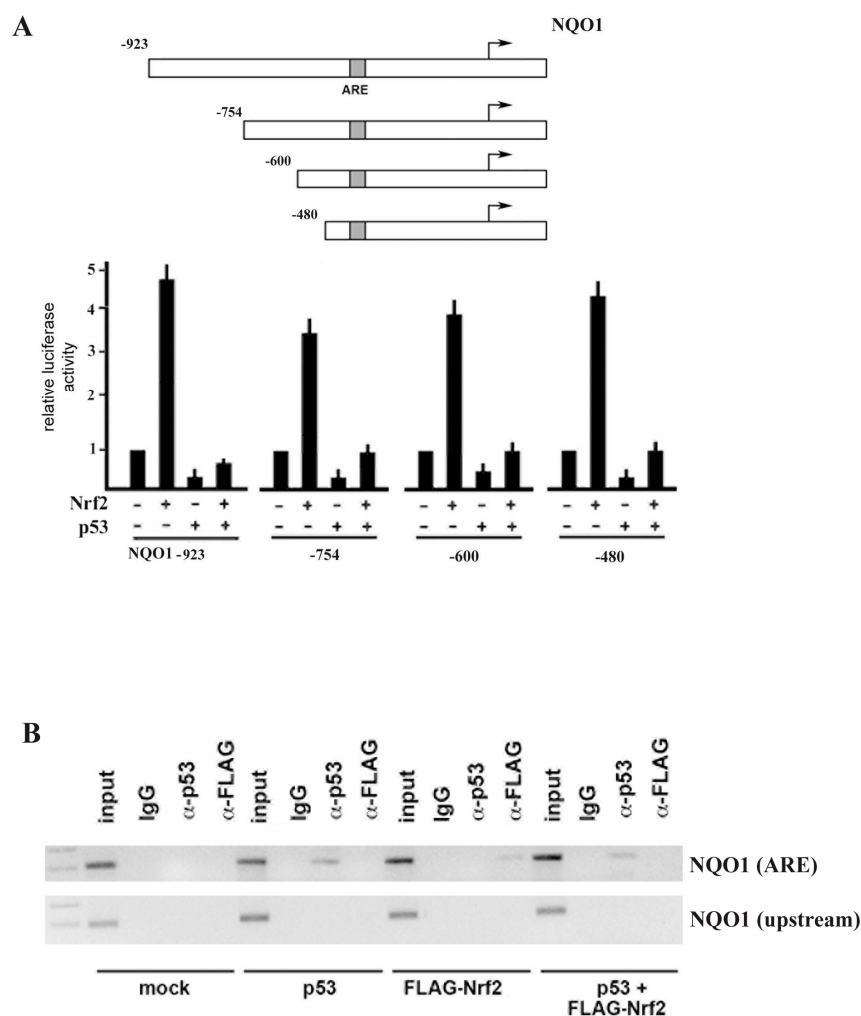 A
NQO1
-923
ARE
-754
-600
-480
relative luciferase
activity
5
4
3
2
1
Nrf2 - + - + - + - + - + - + - + - +
p53 - - + + - - + + - - + + - - + +
NQO1 -923 -754 -600 -480
B
input IgG α-p53 α-FLAG input IgG α-p53 α-FLAG input IgG α-p53 α-FLAG input IgG α-p53 α-FLAG
NQO1 (ARE)
NQO1 (upstream)
mock p53 FLAG-Nrf2 p53 +
FLAG-Nrf2